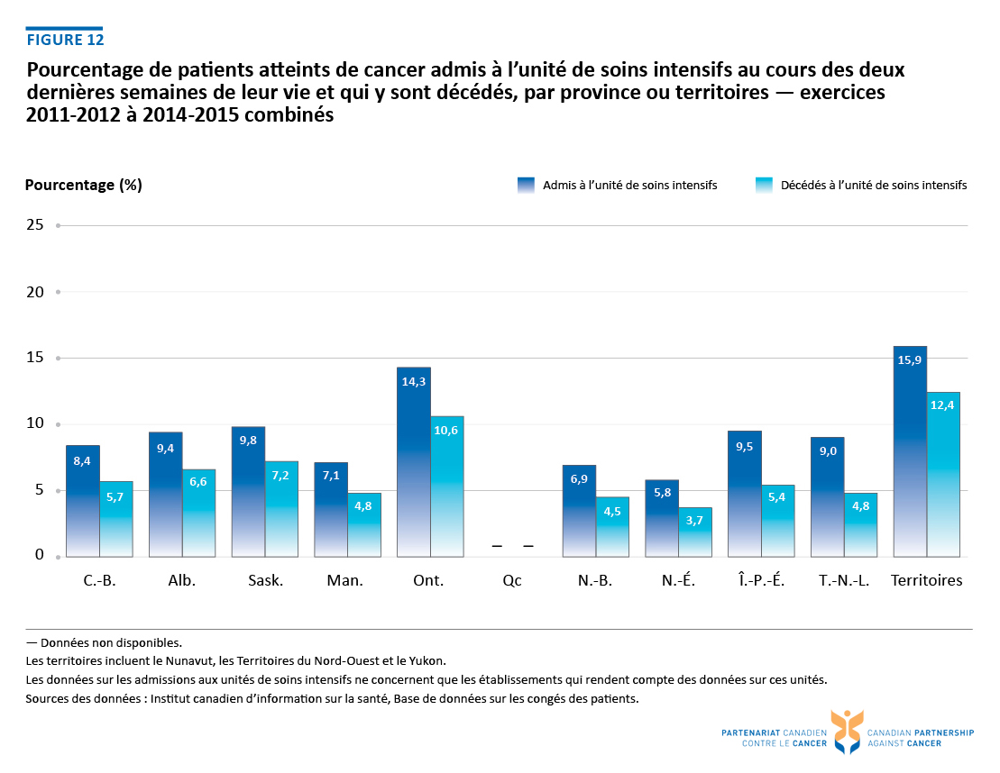 FIGURE 12
Pourcentage de patients atteints de cancer admis à l’unité de soins intensifs au cours des deux
dernières semaines de leur vie et qui y sont décédés, par province ou territoires — exercices
2011-2012 à 2014-2015 combinés
Pourcentage (%)
Admis à l’unité de soins intensifs
Décédés à l’unité de soins intensifs
25
20
15
10
5
0
8,4
5,7
9,4
6,6
9,8
7,2
7,1
4,8
14,3
10,6
— —
6,9
4,5
5,8
3,7
9,5
5,4
9,0
4,8
15,9
12,4
C.-B.
Alb.
Sask.
Man.
Ont.
Qc
N.-B.
N.-É.
Î.-P.-É.
T.-N.-L.
Territoires
— Données non disponibles.
Les territoires incluent le Nunavut, les Territoires du Nord-Ouest et le Yukon.
Les données sur les admissions aux unités de soins intensifs ne concernent que les établissements qui rendent compte des données sur ces unités.
Sources des données : Institut canadien d’information sur la santé, Base de données sur les congés des patients.
PARTENARIAT CANADIEN
CONTRE LE CANCER
CANADIAN PARTNERSHIP
AGAINST CANCER